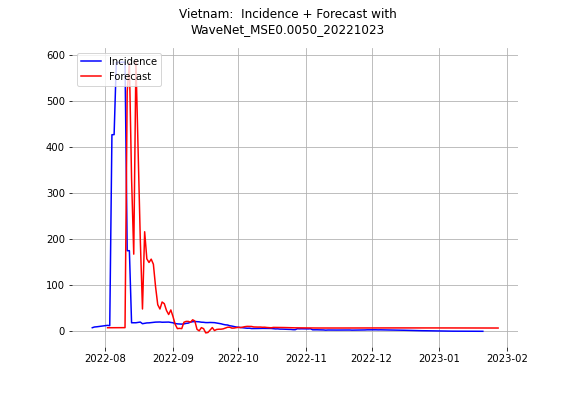 Vietnam:  Incidence + Forecast with
WaveNet_MSE0.0050_20221023
Incidence
Forecast
600
500
400
300
200
100
0
2022-08 2022-09 2022-10 2022-11 2022-12 2023-01 2023-02